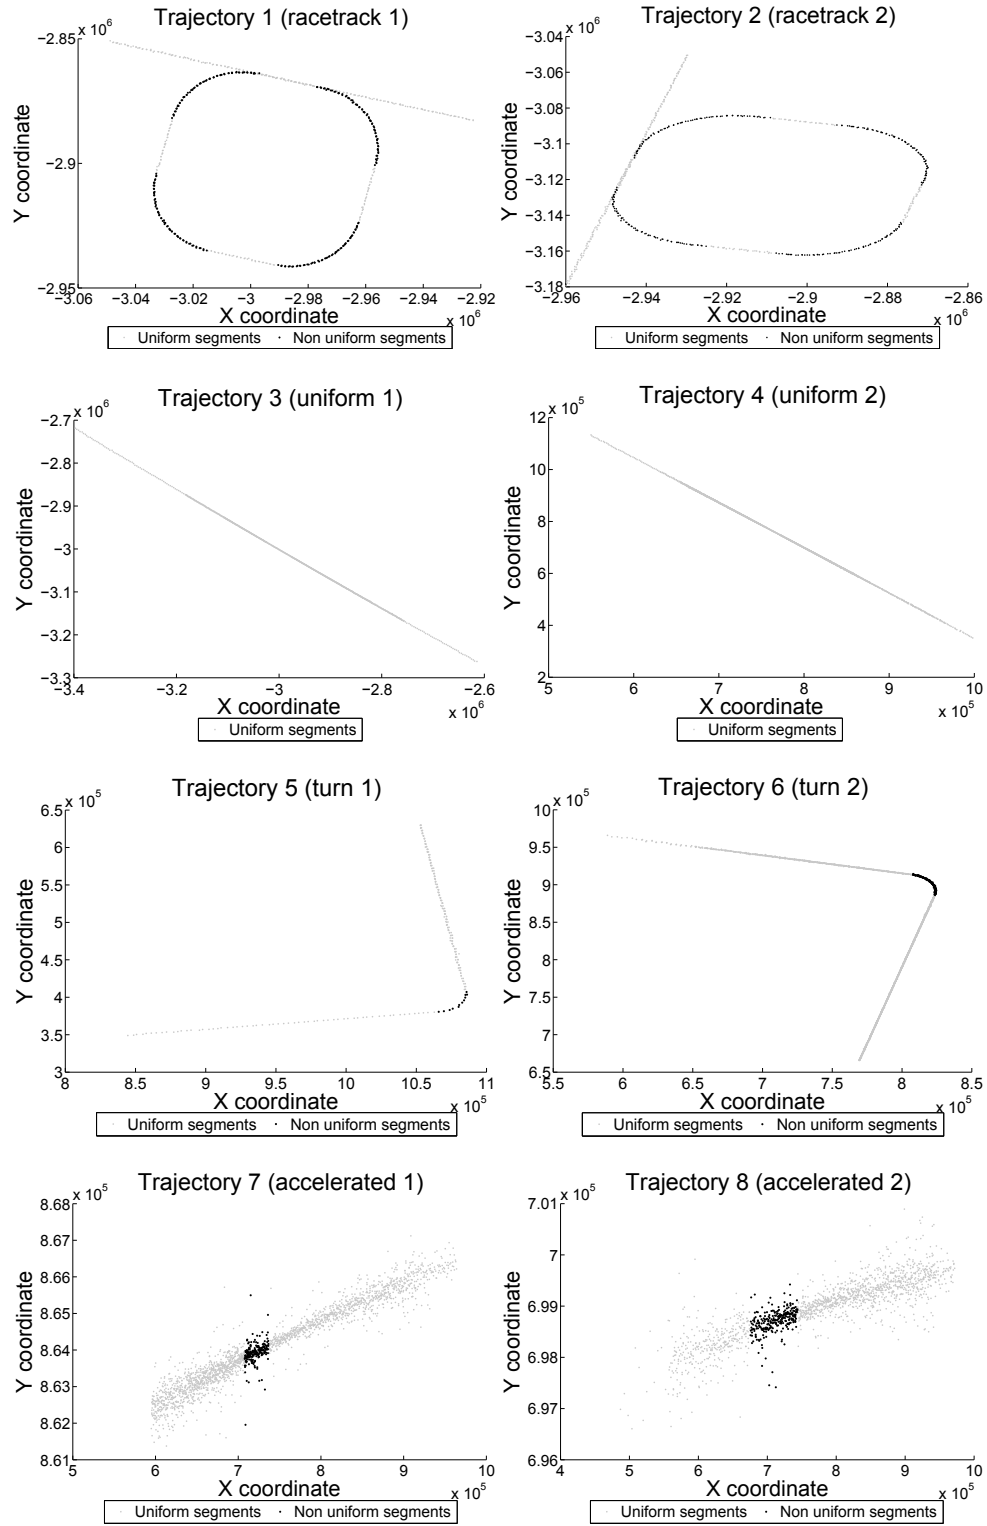 Trajectory 1 (racetrack 1)
x 10^6
−2.85
−2.9
−2.95
Y coordinate
−3.06 −3.04 −3.02 −3 −2.98 −2.96 −2.94 −2.92
X coordinate
x 10^6
Uniform segments Non uniform segments
Trajectory 2 (racetrack 2)
x 10^6
−3.04
−3.06
−3.08
−3.1
−3.12
−3.14
−3.16
−3.18
Y coordinate
−2.96 −2.94 −2.92 −2.9 −2.88 −2.86
X coordinate
x 10^6
Uniform segments Non uniform segments
Trajectory 3 (uniform 1)
x 10^6
−2.7
−2.8
−2.9
−3
−3.1
−3.2
−3.3
Y coordinate
−3.4 −3.2 −3 −2.8 −2.6
X coordinate
x 10^6
Uniform segments
Trajectory 4 (uniform 2)
x 10^5
12
10
8
6
4
2
Y coordinate
5 6 7 8 9 10
X coordinate
x 10^5
Uniform segments
Trajectory 5 (turn 1)
x 10^5
6.5
6
5.5
5
4.5
4
3.5
3
Y coordinate
8 8.5 9 9.5 10 10.5 11
X coordinate
x 10^5
Uniform segments Non uniform segments
Trajectory 6 (turn 2)
x 10^5
10
9.5
9
8.5
8
7.5
7
6.5
Y coordinate
5.5 6 6.5 7 7.5 8 8.5
X coordinate
x 10^5
Uniform segments Non uniform segments
Trajectory 7 (accelerated 1)
x 10^5
8.68
8.67
8.66
8.65
8.64
8.63
8.62
8.61
Y coordinate
5 6 7 8 9 10
X coordinate
x 10^5
Uniform segments Non uniform segments
Trajectory 8 (accelerated 2)
x 10^5
7.01
7
6.99
6.98
6.97
6.96
Y coordinate
4 5 6 7 8 9 10
X coordinate
x 10^5
Uniform segments Non uniform segments